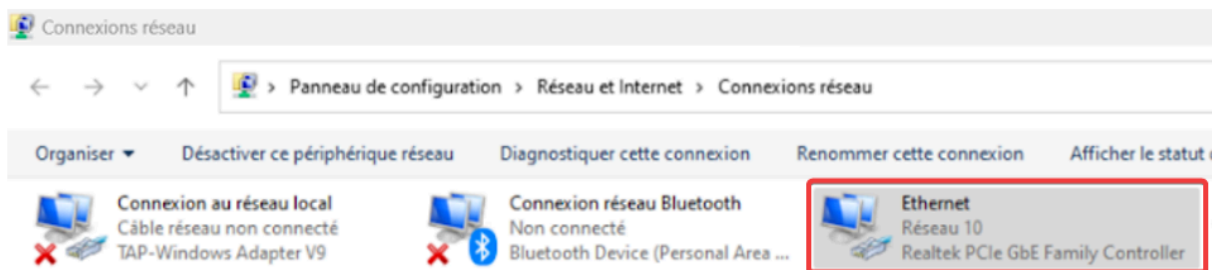 Connexions réseau
Panneau de configuration > Réseau et Internet > Connexions réseau
Organiser Désactiver ce périphérique réseau Diagnostiquer cette connexion Renommer cette connexion Afficher le statut
Connexion au réseau local
Câble réseau non connecté
TAP-Windows Adapter V9
Connexion réseau Bluetooth
Non connecté
Bluetooth Device (Personal Area ...
Ethernet
Réseau 10
Realtek PCIe GbE Family Controller